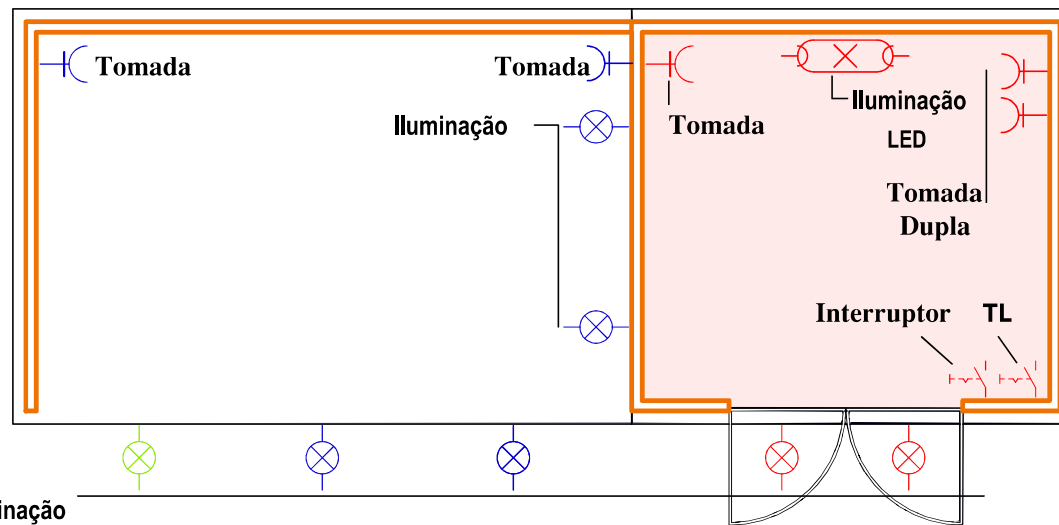 Tomada
Tomada
Iluminação
Tomada
Iluminação
LED
Tomada
Dupla
Interruptor
TL
inação